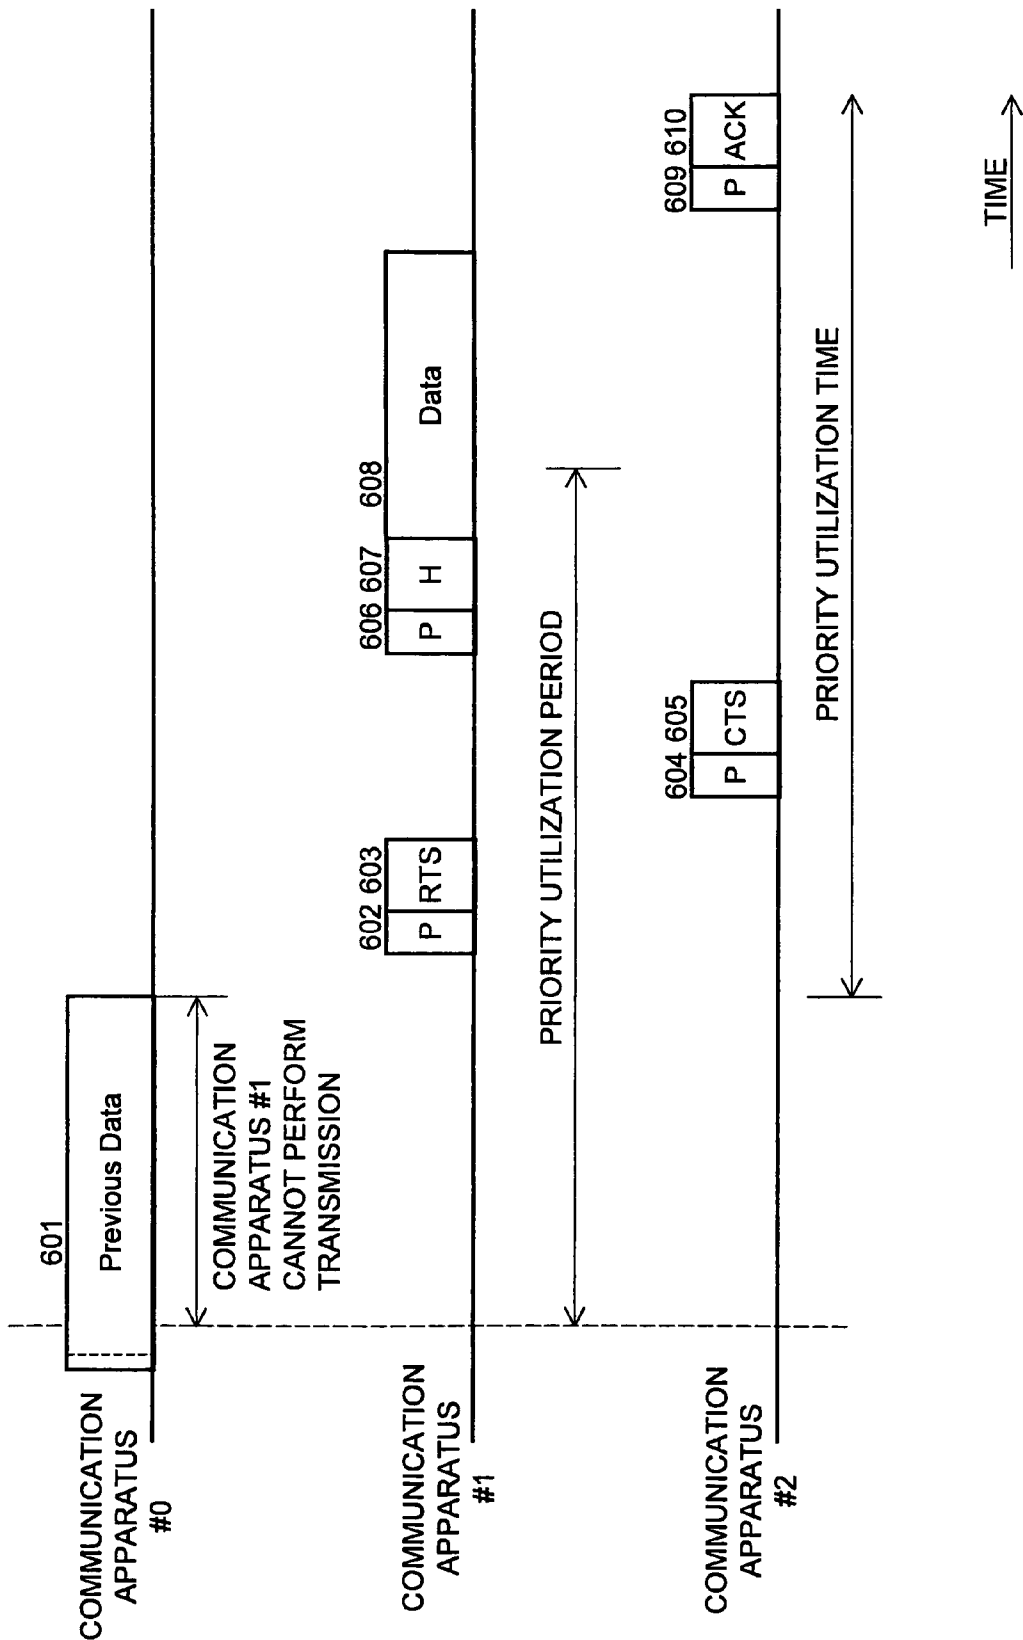 COMMUNICATION
APPARATUS
#0
601
Previous Data
COMMUNICATION
APPARATUS #1
CANNOT PERFORM
TRANSMISSION
COMMUNICATION
APPARATUS
#1
602 603
P RTS
606 607
P H
608
Data
PRIORITY UTILIZATION PERIOD
COMMUNICATION
APPARATUS
#2
604 605
P CTS
609 610
P ACK
PRIORITY UTILIZATION TIME
TIME